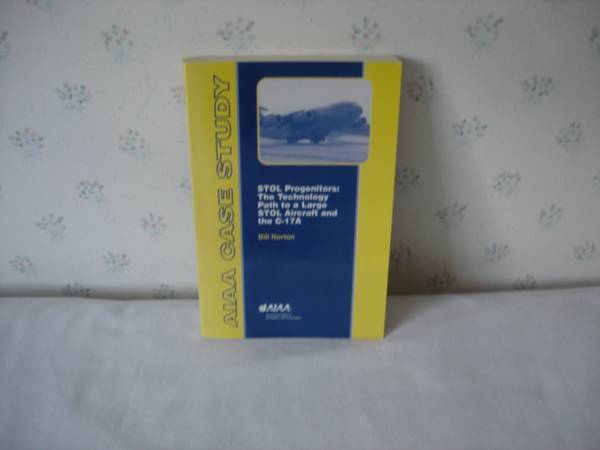 AIAA CASE STUDY
STOL Progenitors:
The Technology
Path to a Large
STOL Aircraft and
the C-17A
Bill Norton
AIAA